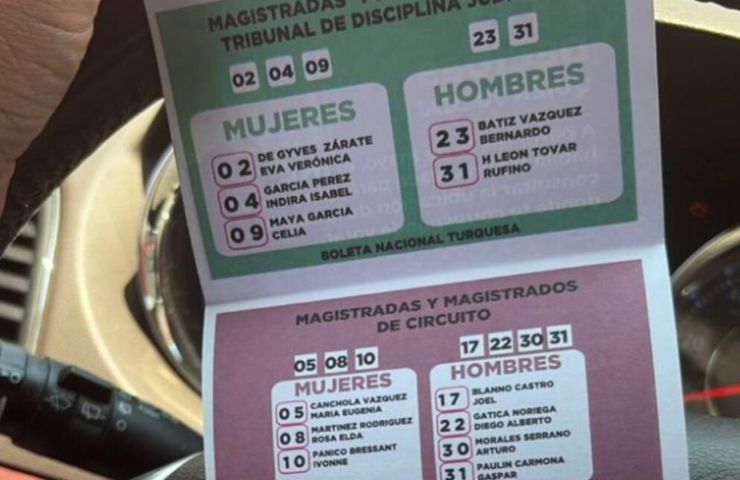 MAGISTRADAS
TRIBUNAL DE DISCIPLINA
02 04 09
23 31
MUJERES
02 DE GYVES ZÁRATE
EVA VERÓNICA
04 GARCIA PEREZ
INDIRA ISABEL
09 MAYA GARCIA
CELIA
HOMBRES
23 BATIZ VAZQUEZ
BERNARDO
31 H LEON TOVAR
RUFINO
BOLETA NACIONAL TURQUESA
MAGISTRADAS Y MAGISTRADOS
DE CIRCUITO
05 08 10
17 22 30 31
MUJERES
05 CANCHOLA VAZQUEZ
MARIA EUGENIA
08 MARTINEZ RODRIGUEZ
ROSA ELDA
10 PANICO BRESSANT
IVONNE
HOMBRES
17 BLANNO CASTRO
JOEL
22 GATICA NORIEGA
DIEGO ALBERTO
30 MORALES SERRANO
ARTURO
31 PAULIN CARMONA
GASPAR